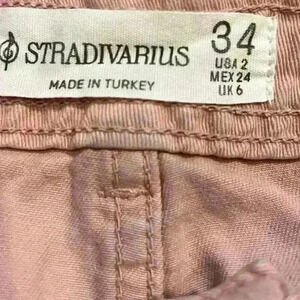 STRADIVARIUS
MADE IN TURKEY
34
USA 2
MEX 24
UK 6